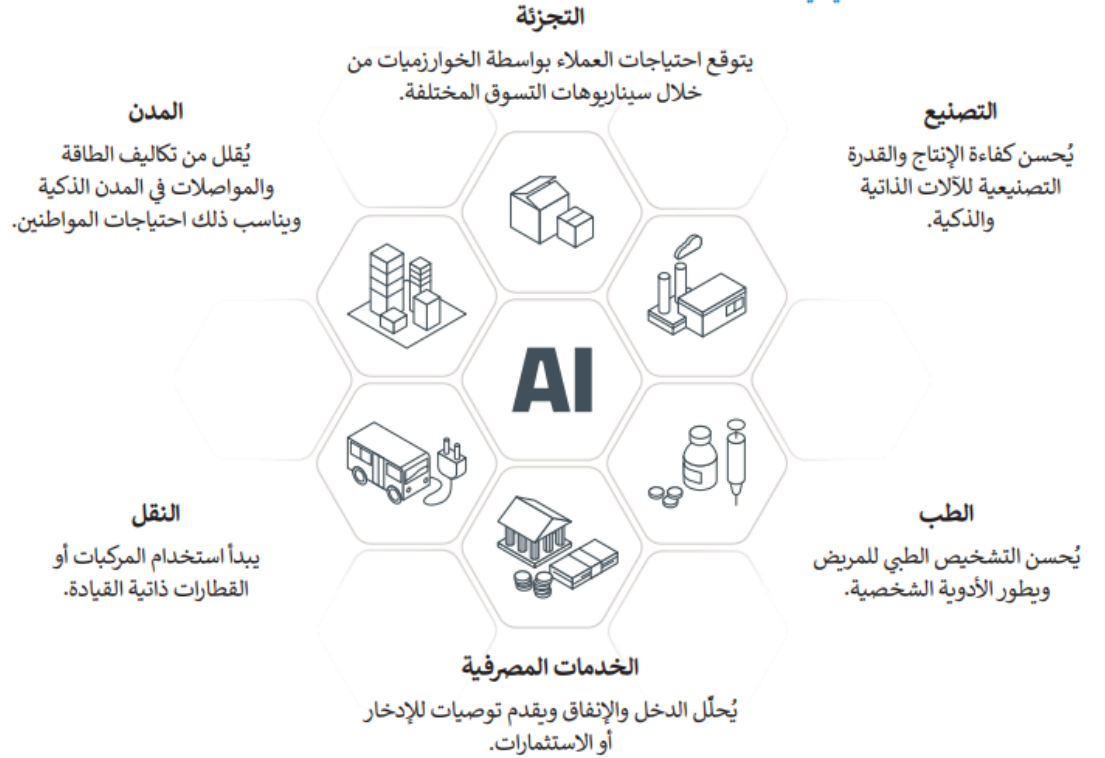 التجزئة
يتوقع احتياجات العملاء بواسطة الخوارزميات من
خلال سيناريوهات التسوق المختلفة.
التصنيع
يُحسن كفاءة الإنتاج والقدرة
التصنيعية للآلات الذاتية
والذكية.
المدن
يُقلل من تكاليف الطاقة
والمواصلات في المدن الذكية
ويناسب ذلك احتياجات المواطنين.
AI
الطب
يُحسن التشخيص الطبي للمريض
ويطور الأدوية الشخصية.
النقل
يبدأ استخدام المركبات أو
القطارات ذاتية القيادة.
الخدمات المصرفية
يُحلّل الدخل والإنفاق ويقدم توصيات للإدخار
أو الاستثمارات.